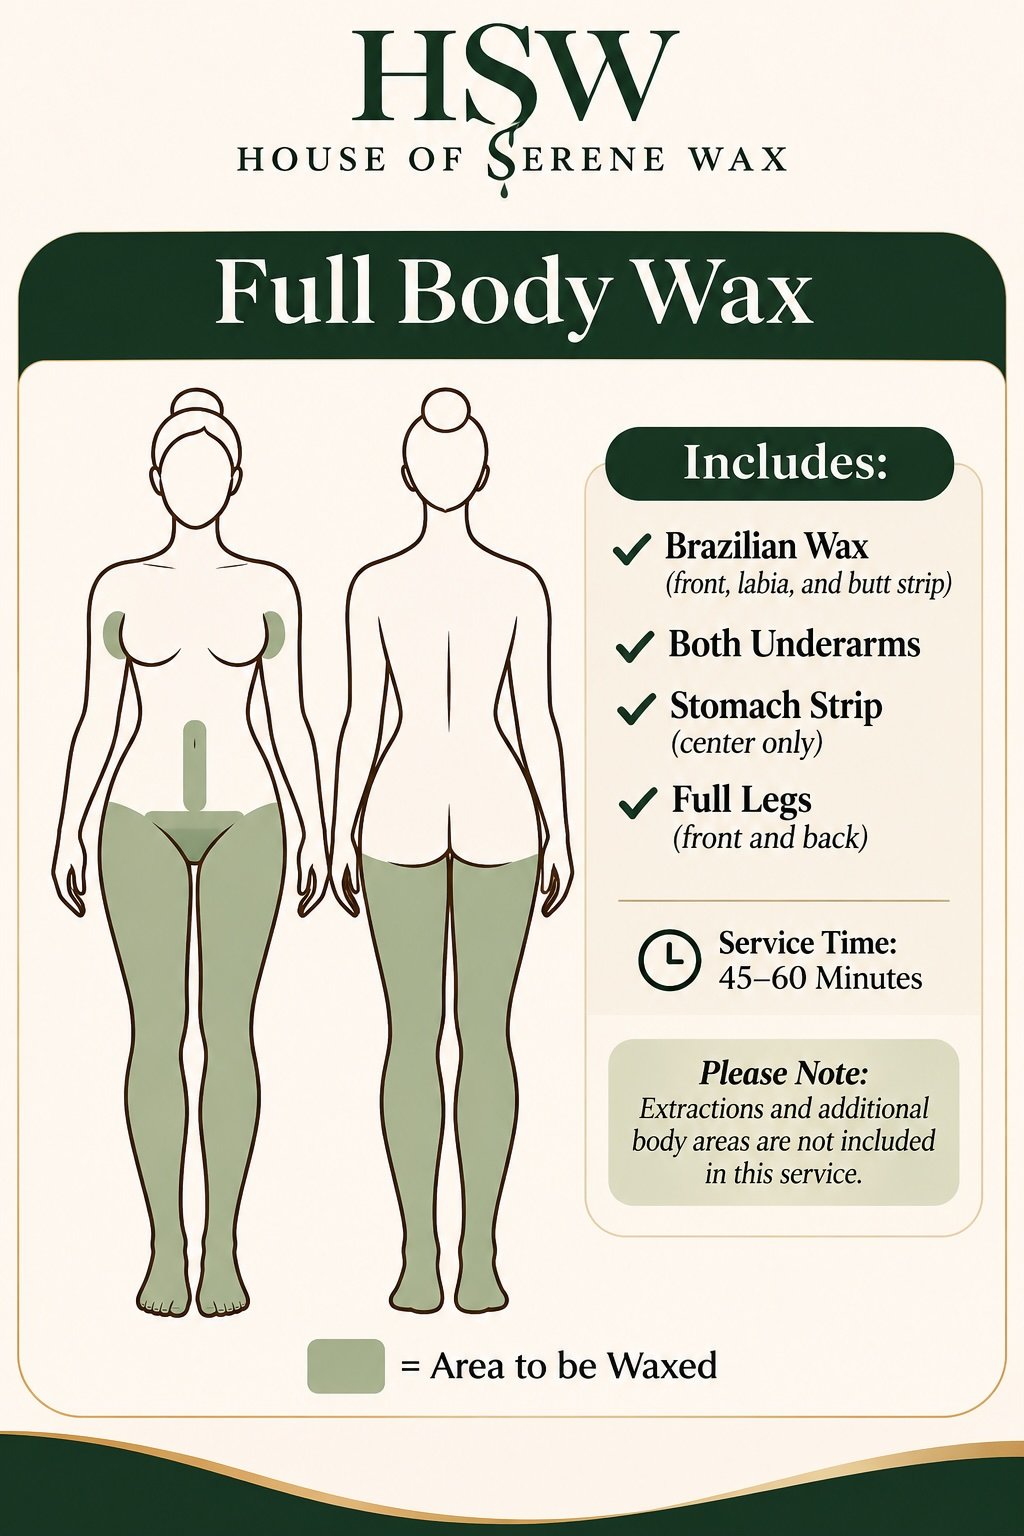 HSW
HOUSE OF SERENE WAX
Full Body Wax
Includes:
Brazilian Wax
(front, labia, and butt strip)
Both Underarms
Stomach Strip
(center only)
Full Legs
(front and back)
Service Time:
45–60 Minutes
Please Note:
Extractions and additional
body areas are not included
in this service.
= Area to be Waxed